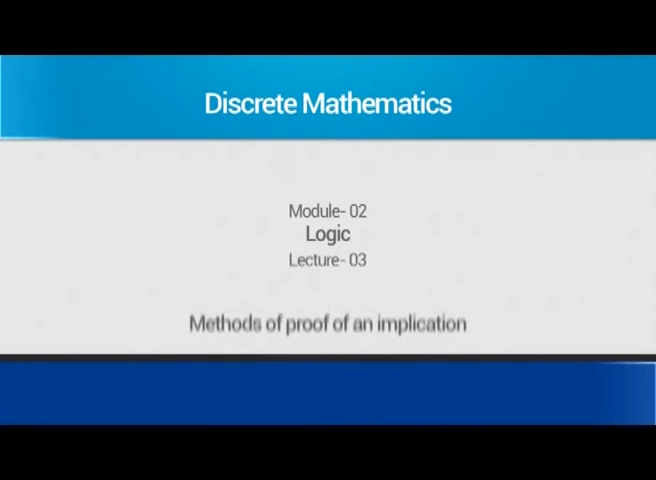 Discrete Mathematics
Module- 02
Logic
Lecture- 03
Methods of proof of an implication